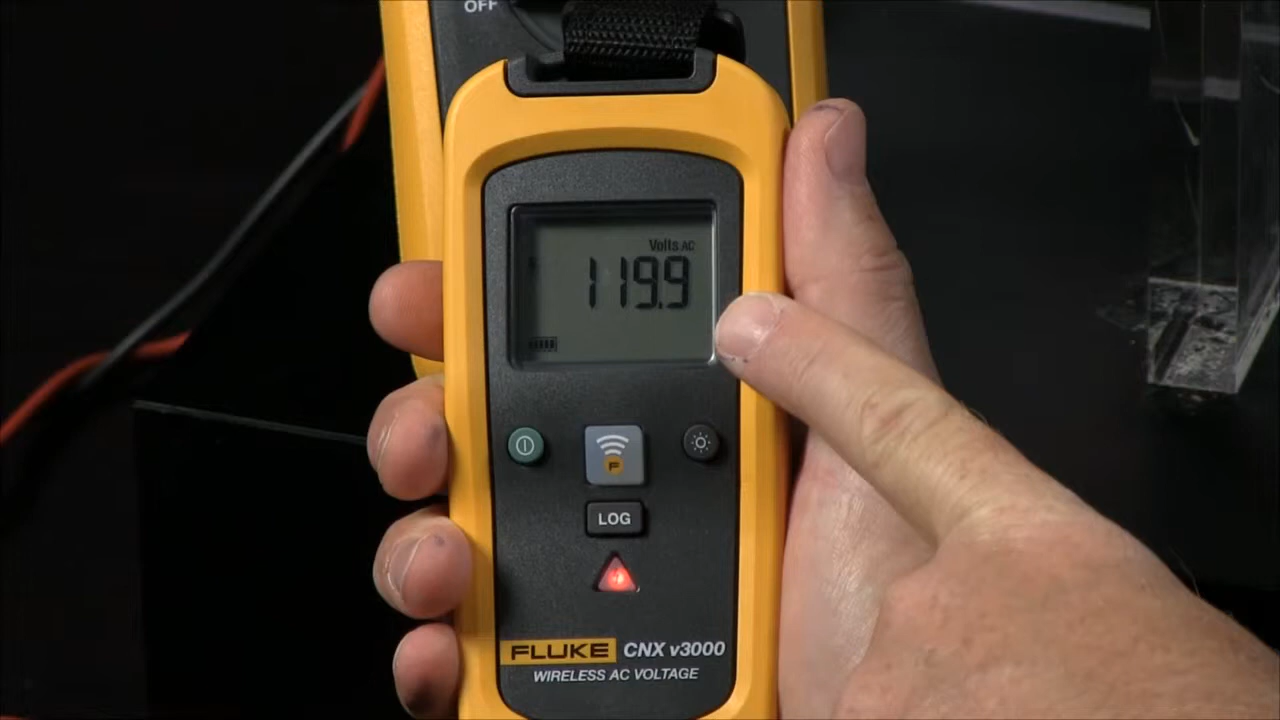 OFF
Volts AC
119.9
F
LOG
FLUKE CNX v3000
WIRELESS AC VOLTAGE